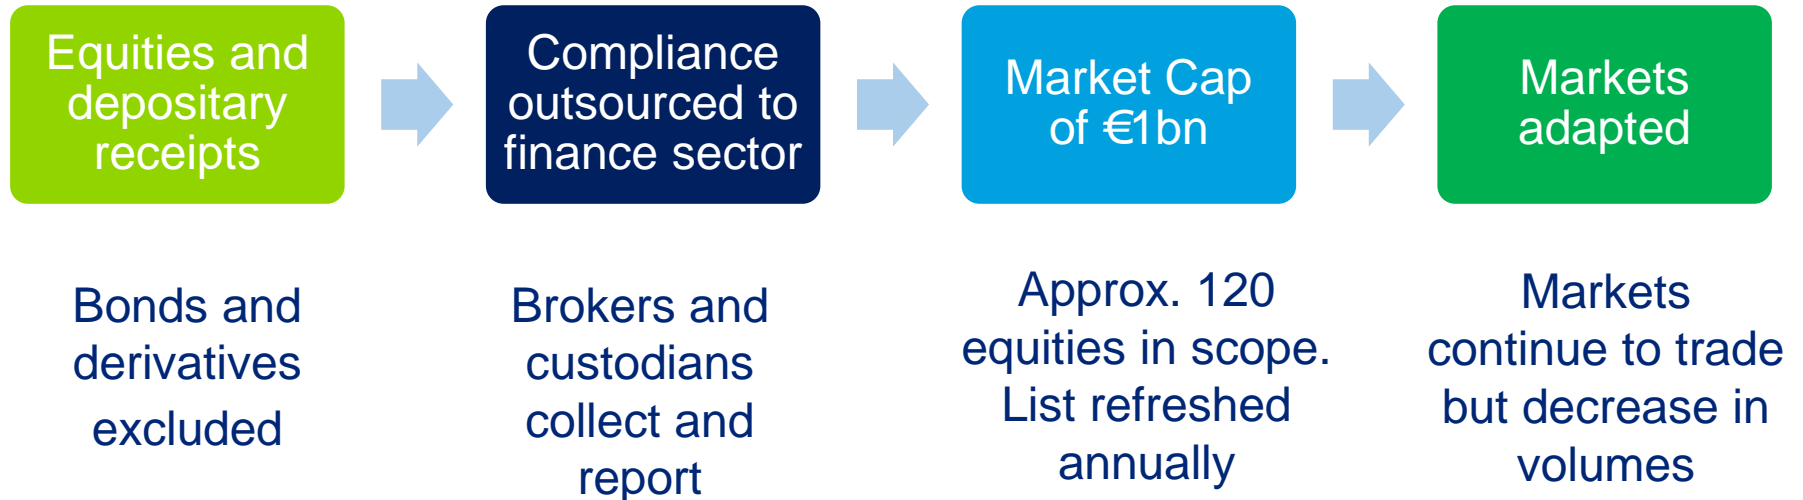 Equities and
depositary
receipts
Compliance
outsourced to
finance sector
Market Cap
of €1bn
Markets
adapted
Bonds and
derivatives
excluded
Brokers and
custodians
collect and
report
Approx. 120
equities in scope.
List refreshed
annually
Markets
continue to trade
but decrease in
volumes